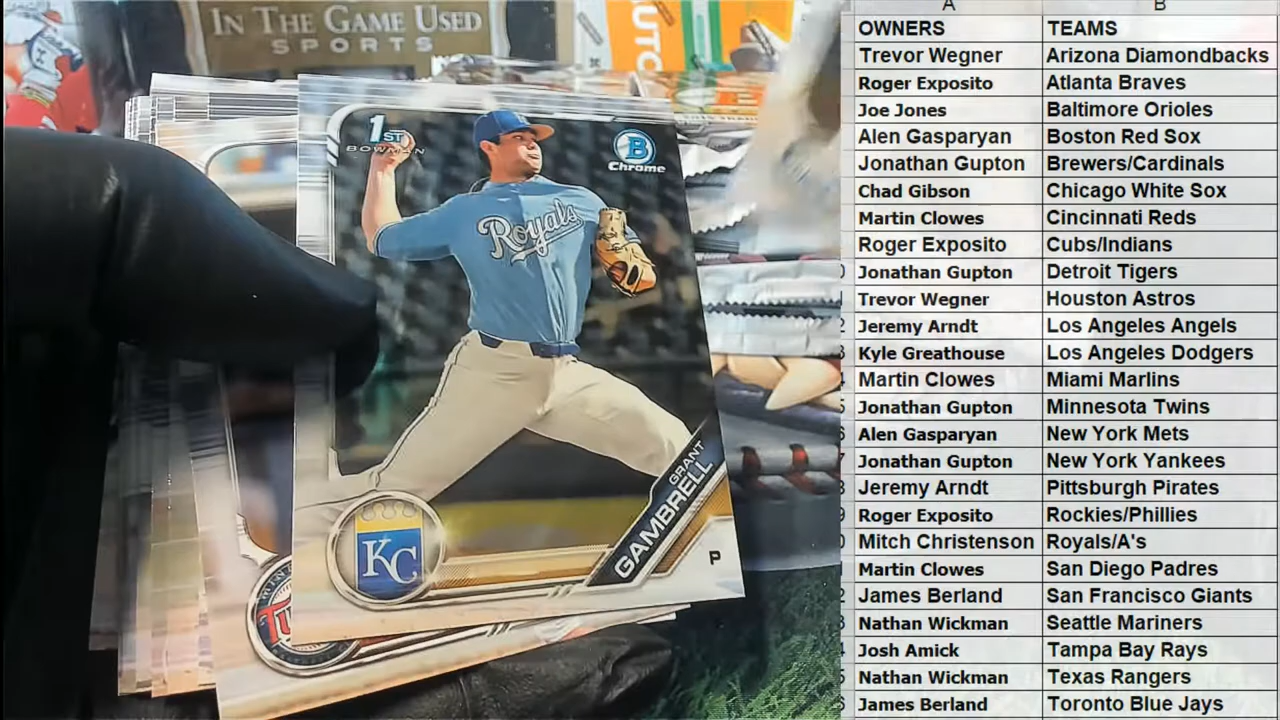 IN THE GAME USED
SPORTS
1ST
BOWMAN
B
Chrome
Royals
GRANT
GAMBRELL
P
KC
A B
OWNERS TEAMS
Trevor Wegner Arizona Diamondbacks
Roger Exposito Atlanta Braves
Joe Jones Baltimore Orioles
Alen Gasparyan Boston Red Sox
Jonathan Gupton Brewers/Cardinals
Chad Gibson Chicago White Sox
Martin Clowes Cincinnati Reds
Roger Exposito Cubs/Indians
Jonathan Gupton Detroit Tigers
Trevor Wegner Houston Astros
Jeremy Arndt Los Angeles Angels
Kyle Greathouse Los Angeles Dodgers
Martin Clowes Miami Marlins
Jonathan Gupton Minnesota Twins
Alen Gasparyan New York Mets
Jonathan Gupton New York Yankees
Jeremy Arndt Pittsburgh Pirates
Roger Exposito Rockies/Phillies
Mitch Christenson Royals/A's
Martin Clowes San Diego Padres
James Berland San Francisco Giants
Nathan Wickman Seattle Mariners
Josh Amick Tampa Bay Rays
Nathan Wickman Texas Rangers
James Berland Toronto Blue Jays